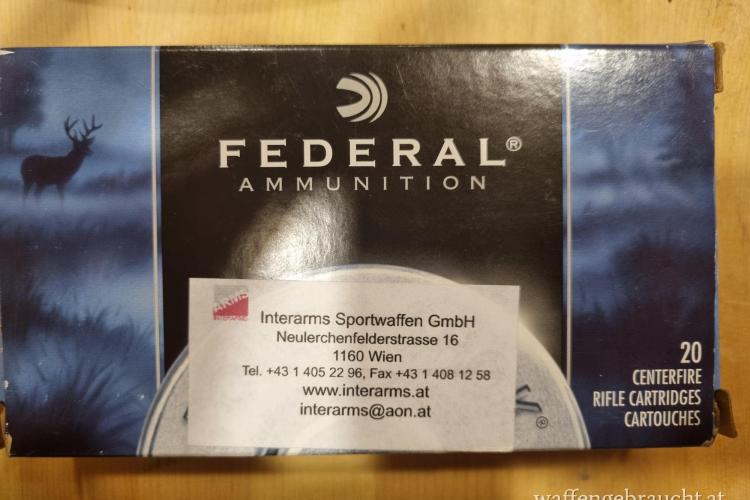 FEDERAL®
AMMUNITION
ARMS
Interarms Sportwaffen GmbH
Neulerchenfelderstrasse 16
1160 Wien
Tel. +43 1 405 22 96, Fax +43 1 408 12 58
www.interarms.at
interarms@aon.at
20
CENTERFIRE
RIFLE CARTRIDGES
CARTOUCHES
®
waffengebraucht.at